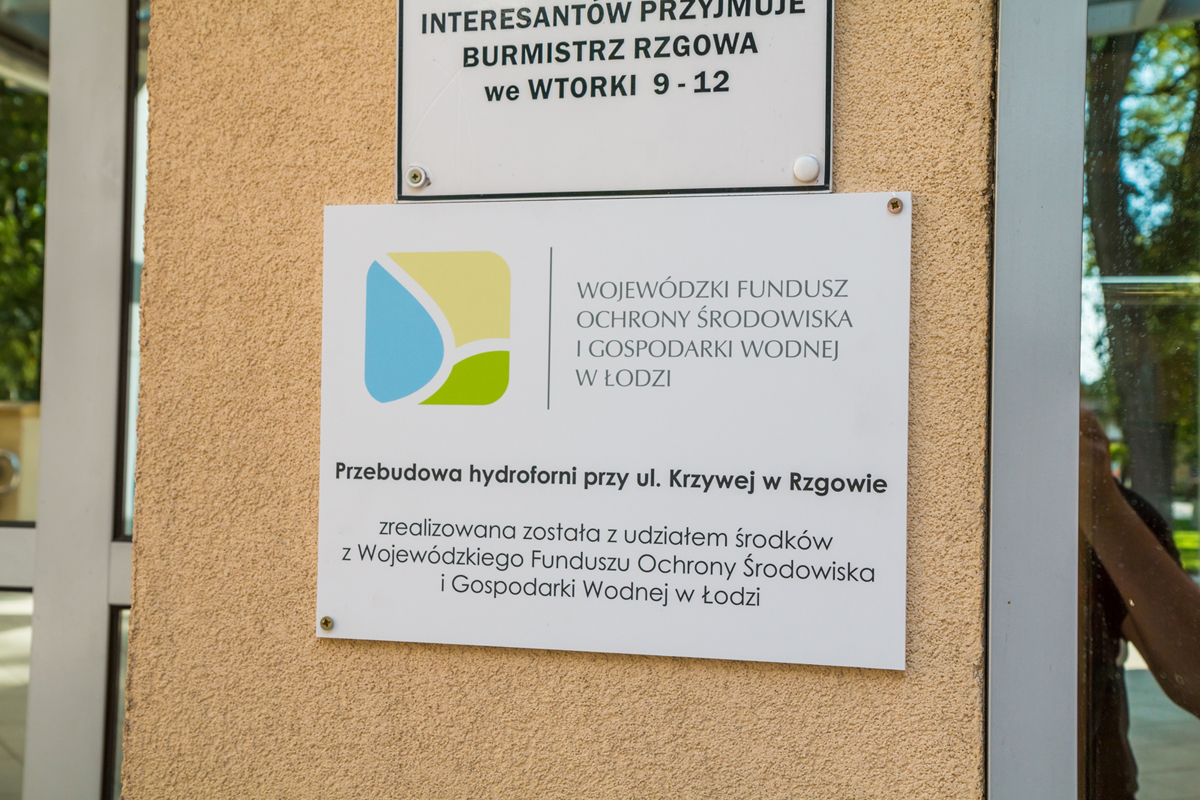 INTERESANTÓW PRZYJMUJE
BURMISTRZ RZGOWA
we WTORKI 9 - 12
WOJEWÓDZKI FUNDUSZ
OCHRONY ŚRODOWISKA
I GOSPODARKI WODNEJ
W ŁODZI
Przebudowa hydroforni przy ul. Krzywej w Rzgowie
zrealizowana została z udziałem środków
z Wojewódzkiego Funduszu Ochrony Środowiska
i Gospodarki Wodnej w Łodzi